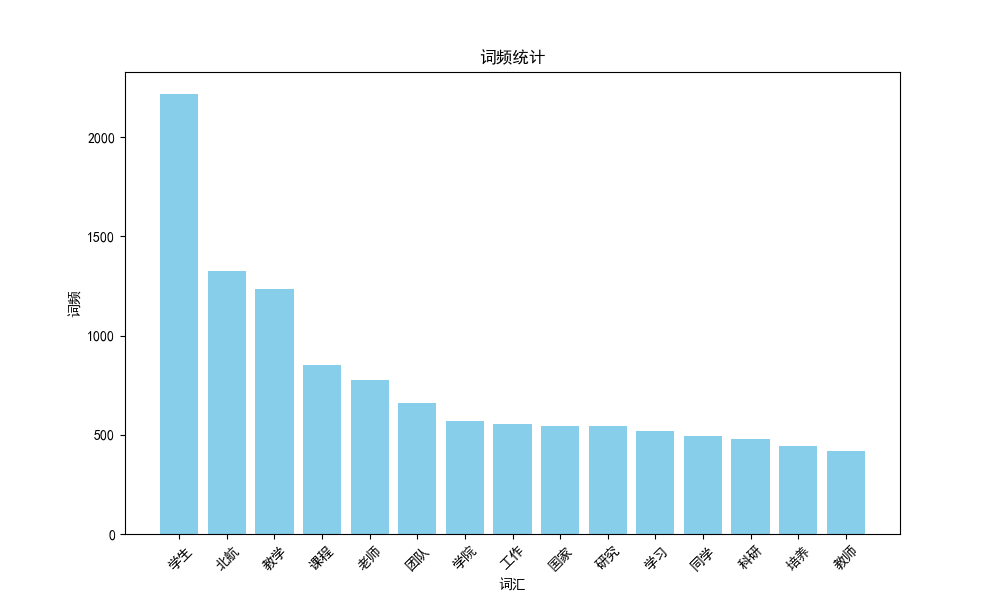 词频统计
词频
2000
1500
1000
500
0
学生
北航
教学
课程
老师
团队
学院
工作
国家
研究
学习
同学
科研
培养
教师
词汇